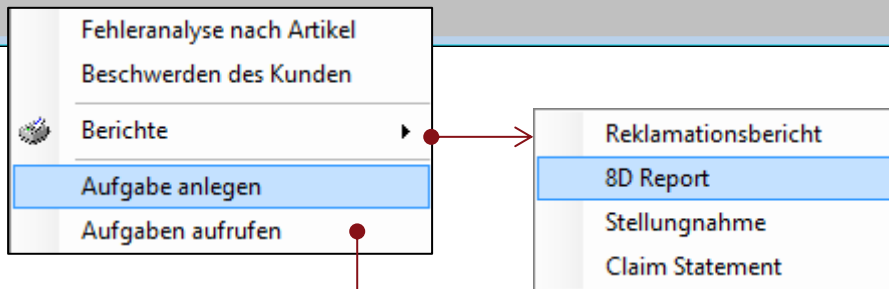 Fehleranalyse nach Artikel
Beschwerden des Kunden
Berichte
Aufgabe anlegen
Aufgaben aufrufen
Reklamationsbericht
8D Report
Stellungnahme
Claim Statement